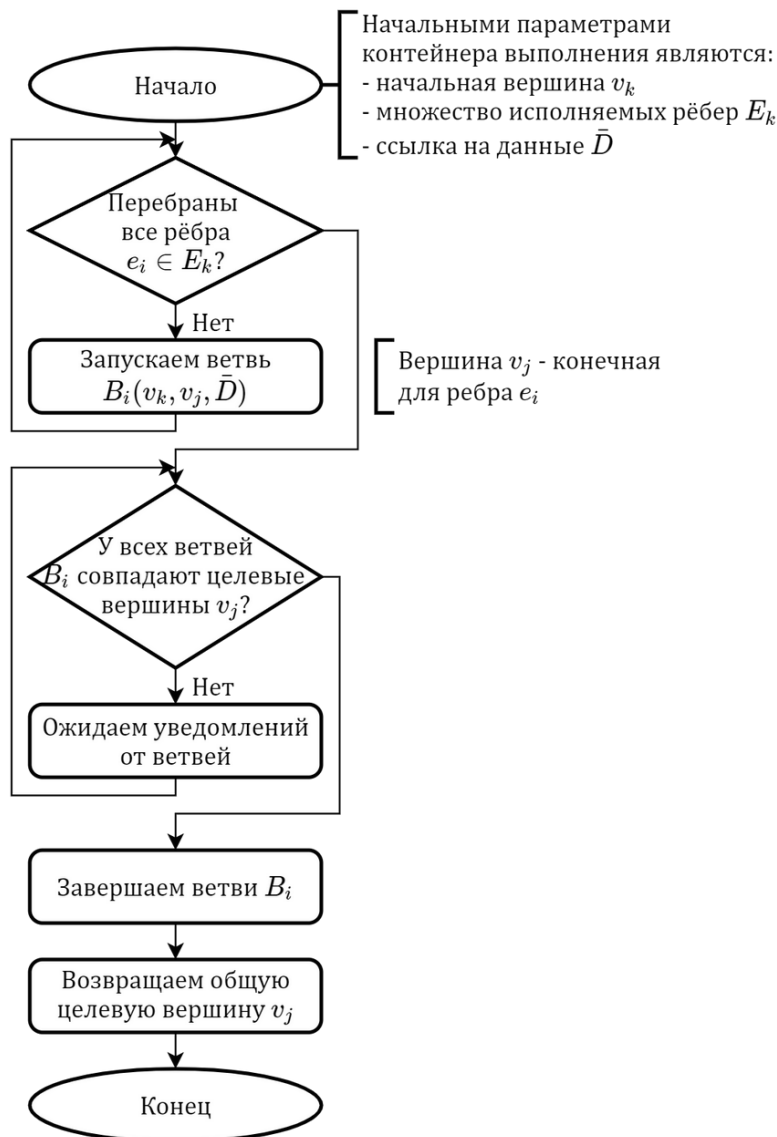 Начало
Начальными параметрами
контейнера выполнения являются:
- начальная вершина v_k
- множество исполняемых рёбер E_k
- ссылка на данные D̄
Перебраны
все рёбра
e_i ∈ E_k?
Нет
Запускаем ветвь
B_i(v_k, v_j, D̄)
Вершина v_j - конечная
для ребра e_i
У всех ветвей
B_i совпадают целевые
вершины v_j?
Нет
Ожидаем уведомлений
от ветвей
Завершаем ветви B_i
Возвращаем общую
целевую вершину v_j
Конец